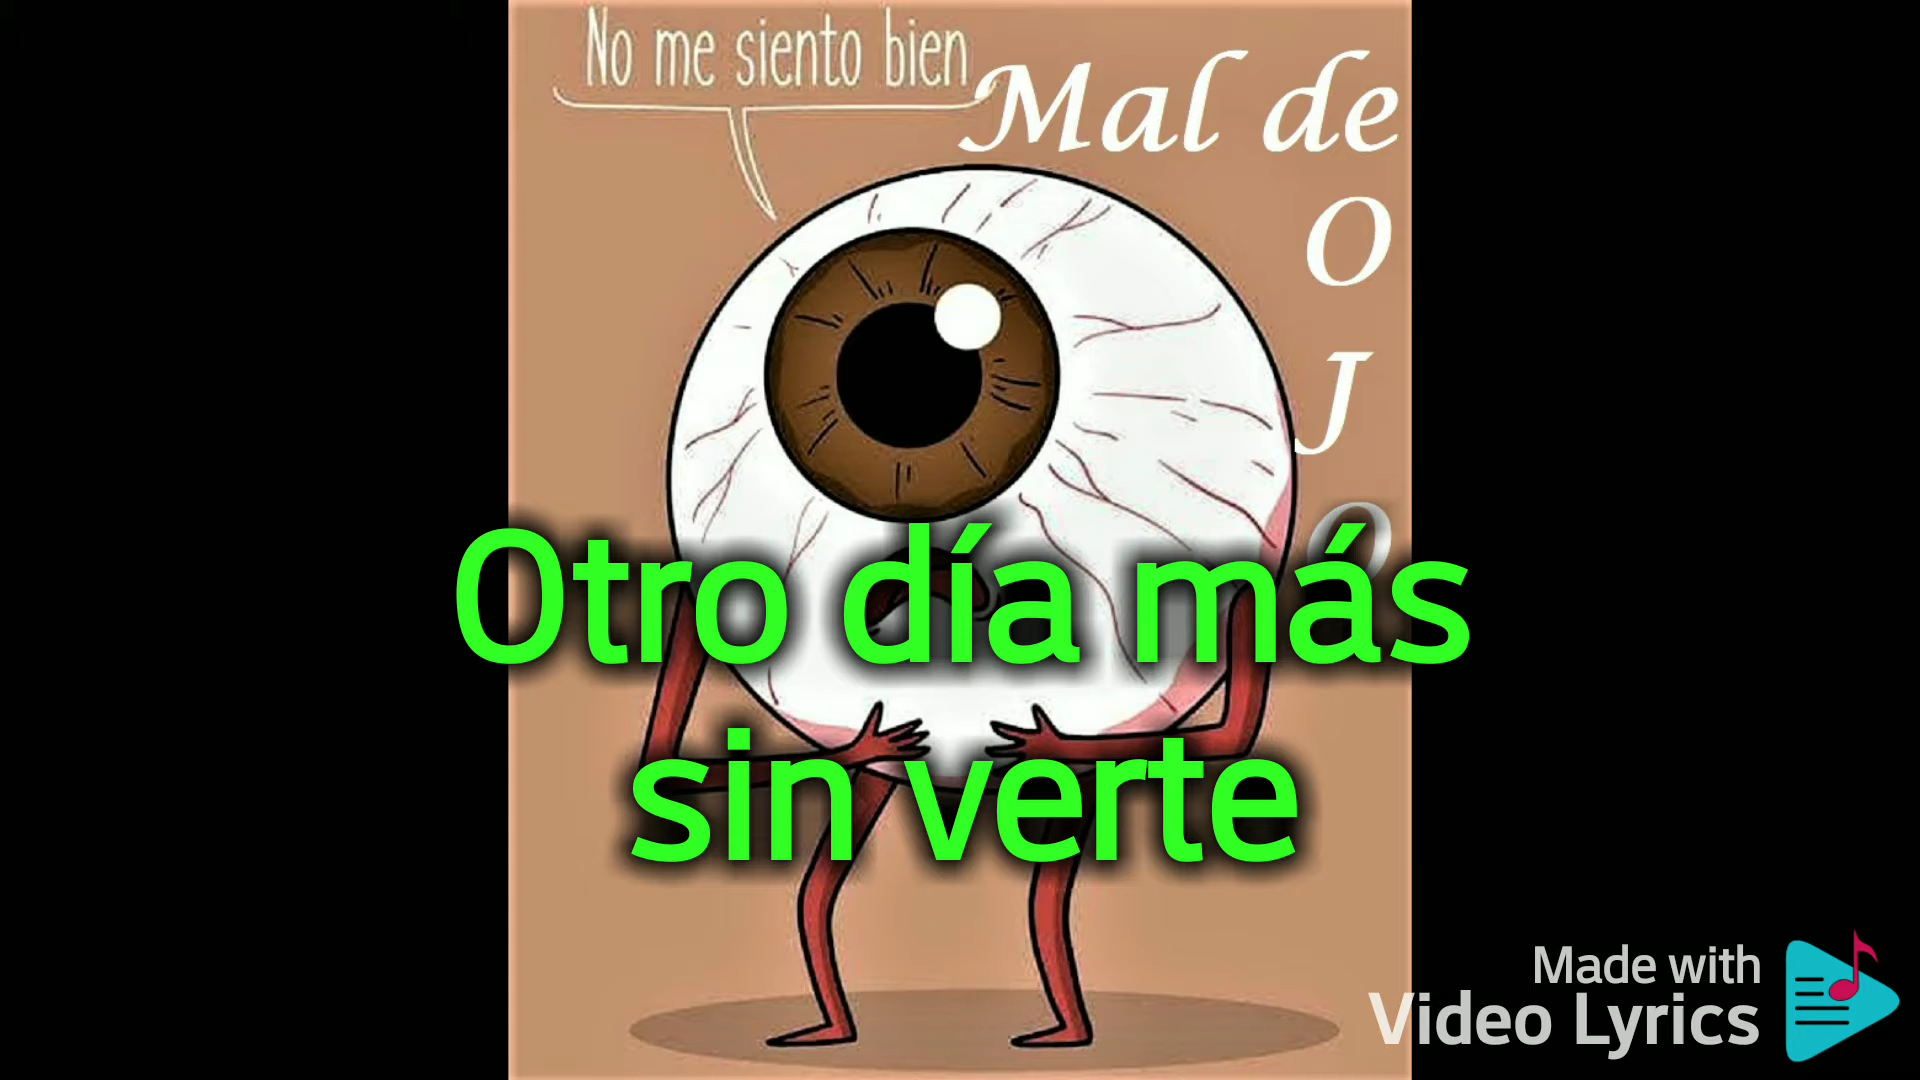 No me siento bien
Mal de
O
J
O
Otro día más
sin verte
Made with
Video Lyrics